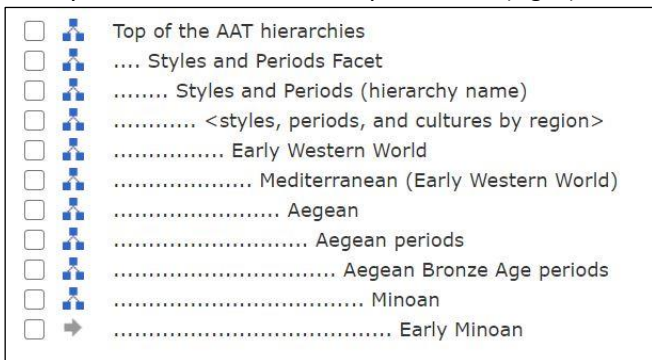 Top of the AAT hierarchies
.... Styles and Periods Facet
........ Styles and Periods (hierarchy name)
............ <styles, periods, and cultures by region>
................ Early Western World
.................... Mediterranean (Early Western World)
........................ Aegean
............................ Aegean periods
................................ Aegean Bronze Age periods
.................................... Minoan
........................................ Early Minoan